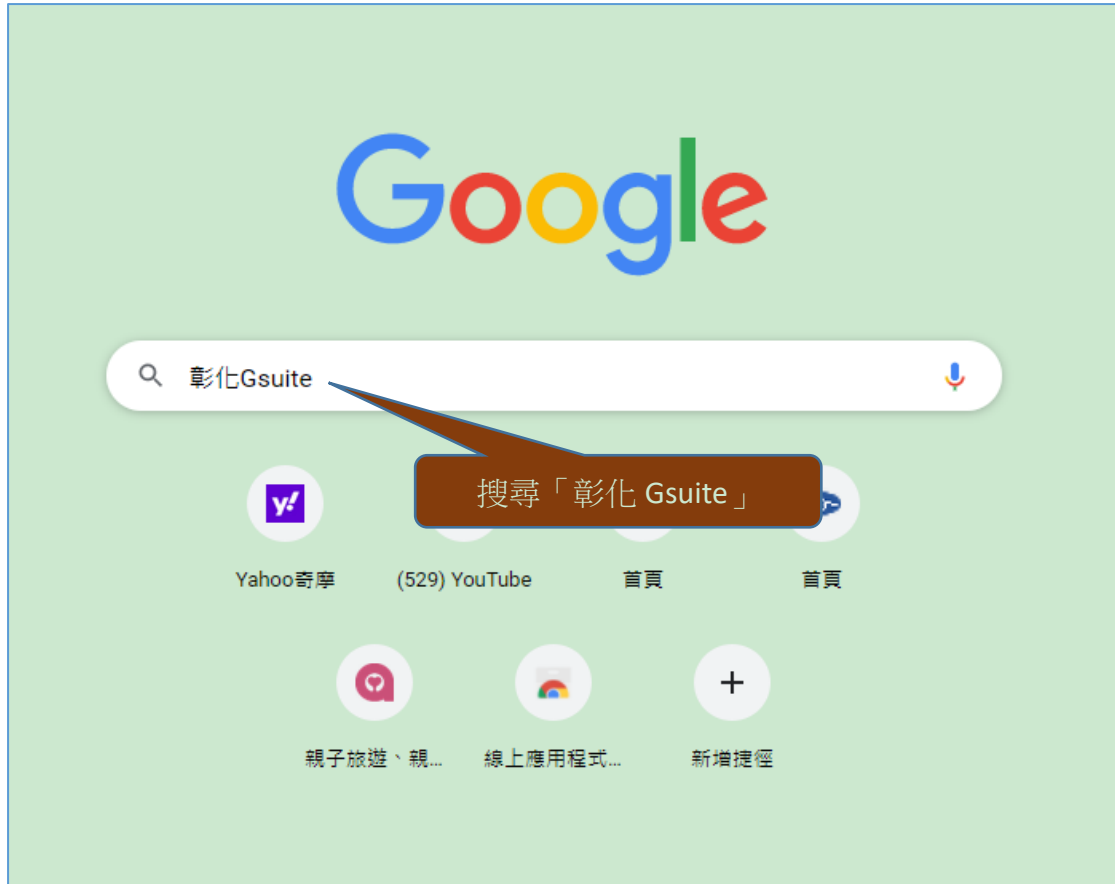 Google
彰化Gsuite
搜尋「彰化 Gsuite」
Yahoo奇摩
(529) YouTube
首頁
首頁
親子旅遊、親...
線上應用程式...
新增捷徑